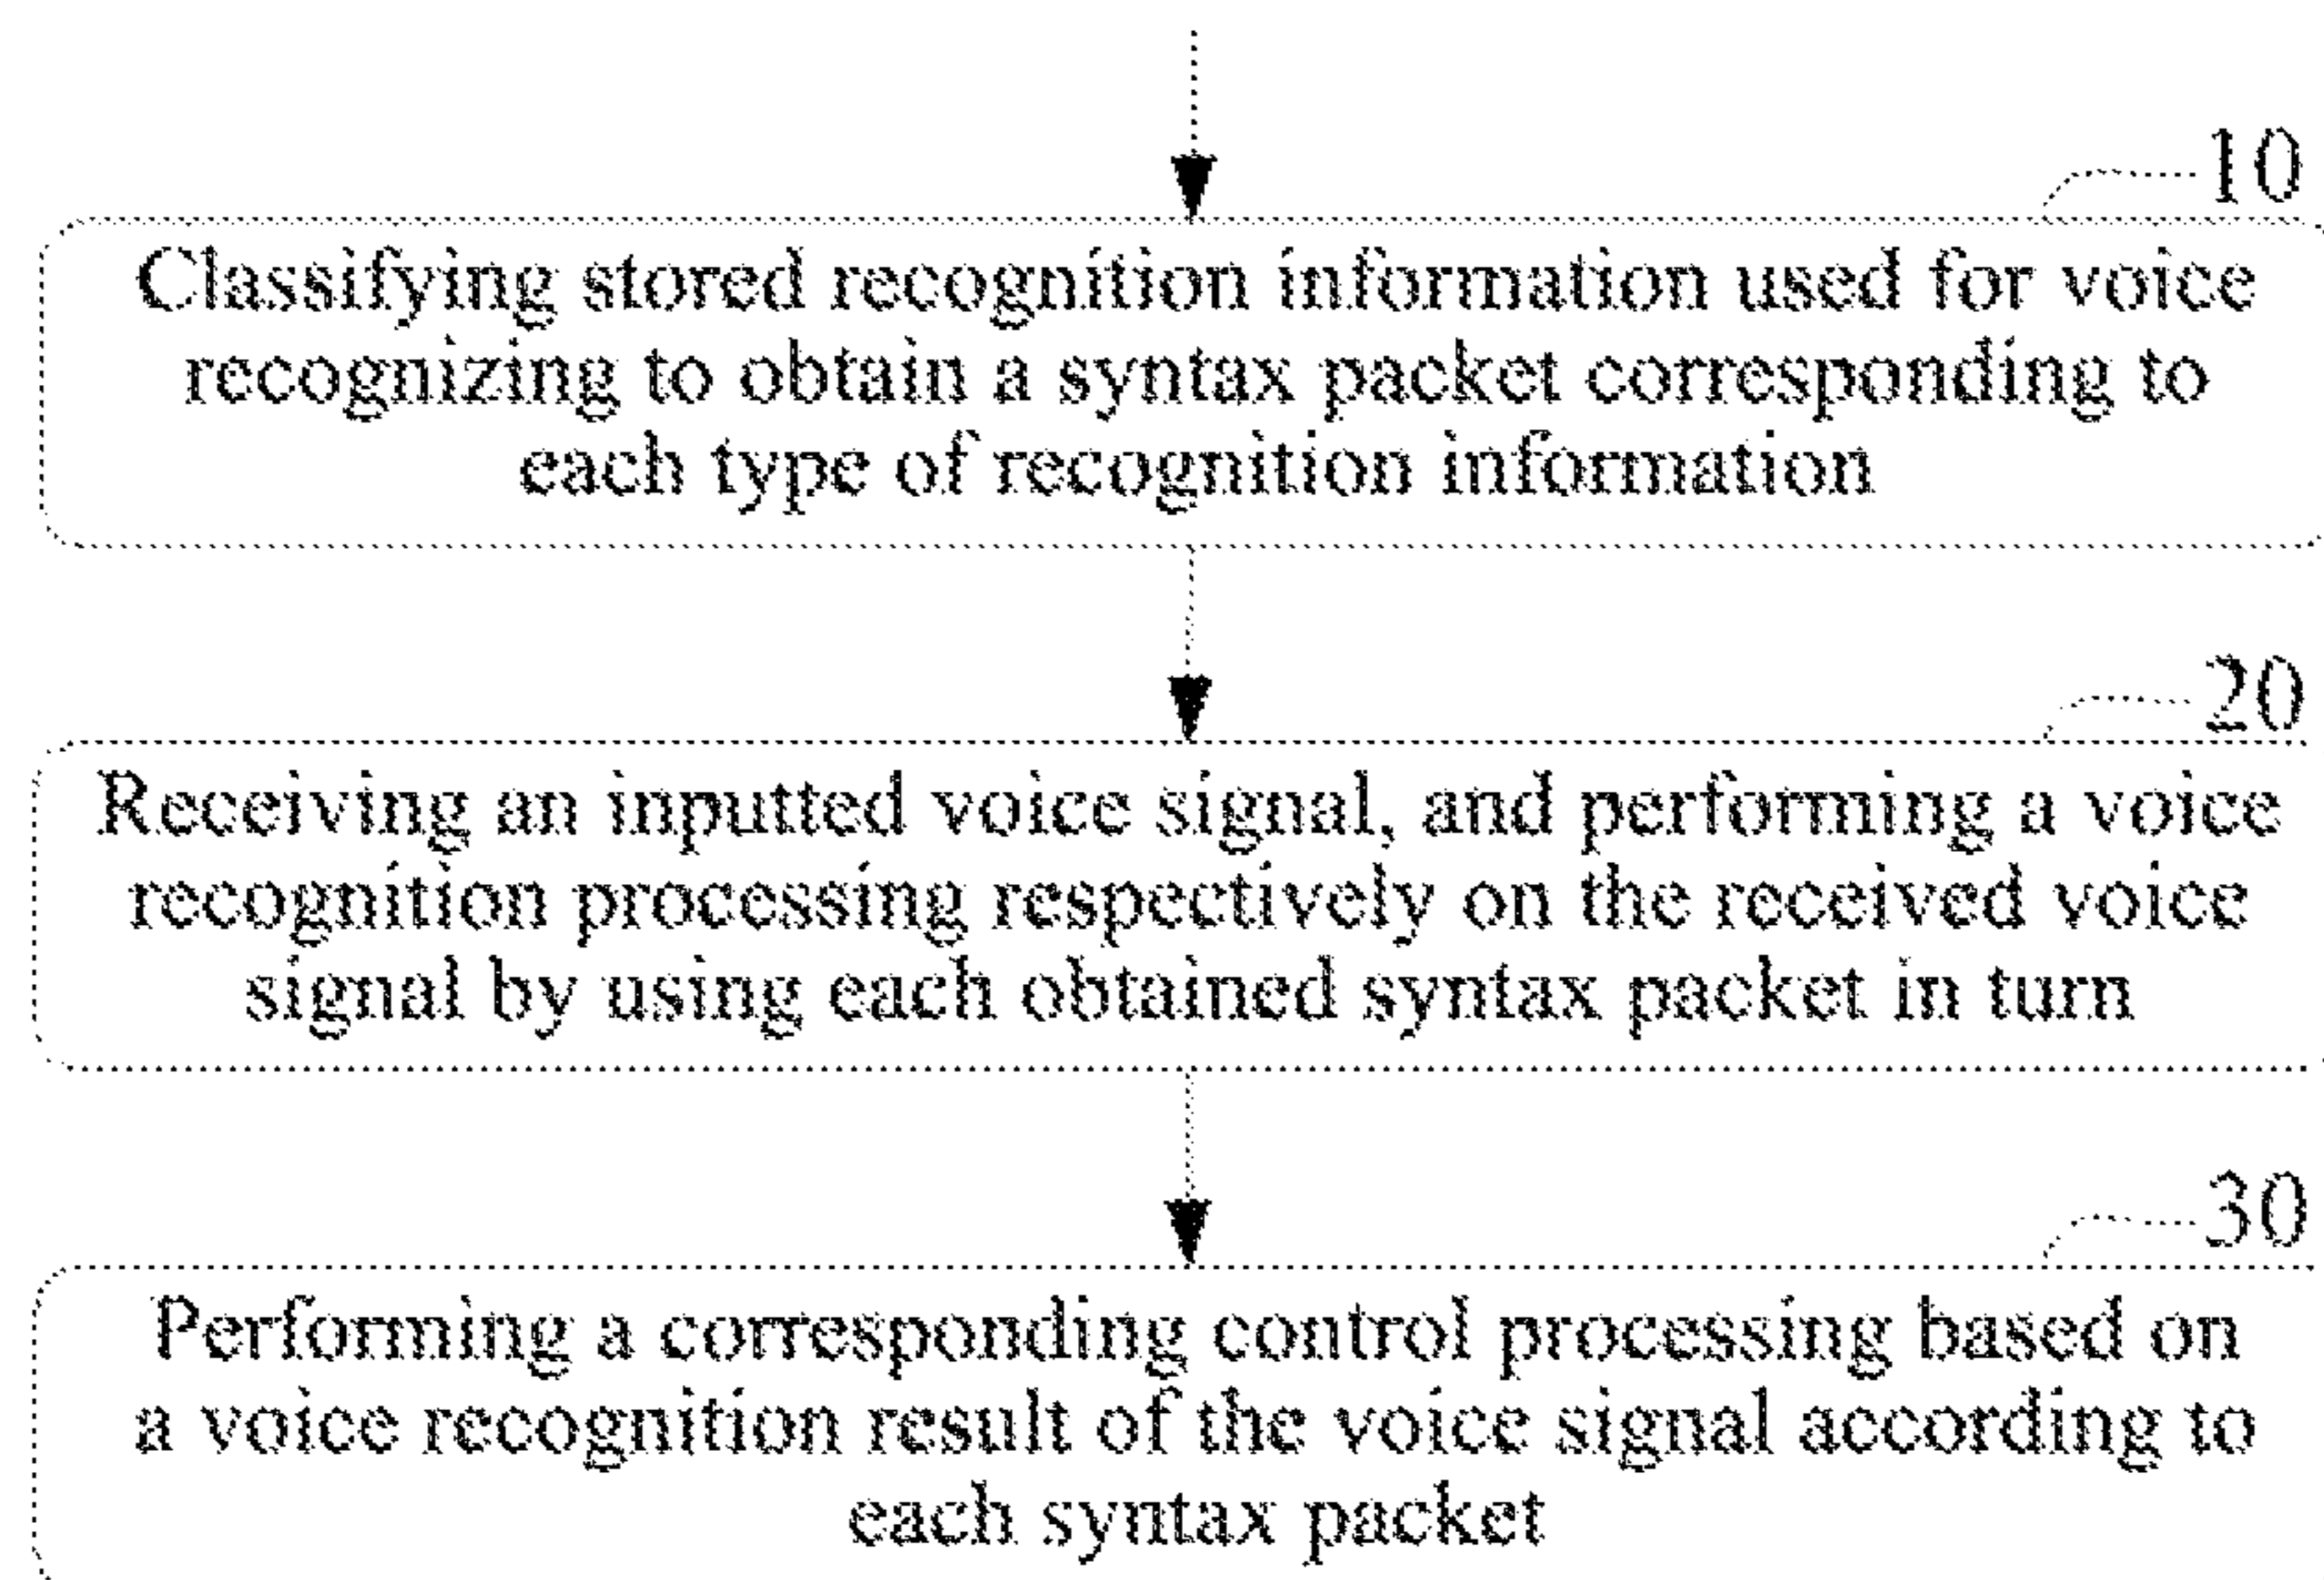 10
Classifying stored recognition information used for voice
recognizing to obtain a syntax packet corresponding to
each type of recognition information
20
Receiving an inputted voice signal, and performing a voice
recognition processing respectively on the received voice
signal by using each obtained syntax packet in turn
30
Performing a corresponding control processing based on
a voice recognition result of the voice signal according to
each syntax packet